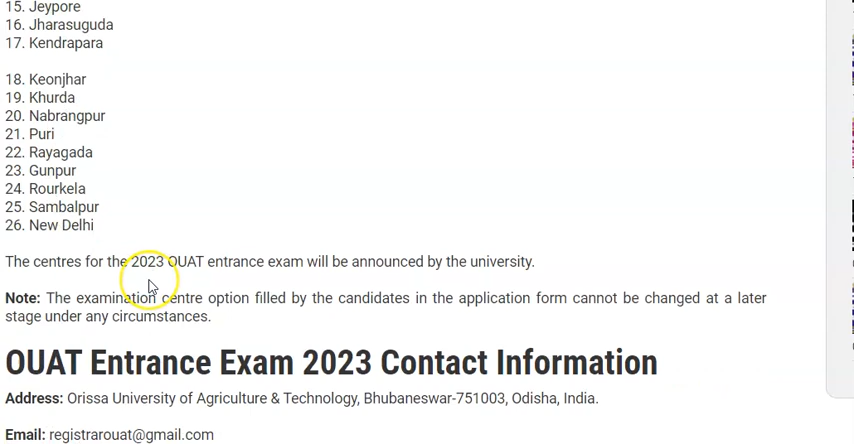 15. Jeypore
16. Jharasuguda
17. Kendrapara
18. Keonjhar
19. Khurda
20. Nabrangpur
21. Puri
22. Rayagada
23. Gunpur
24. Rourkela
25. Sambalpur
26. New Delhi
The centres for the 2023 OUAT entrance exam will be announced by the university.
Note: The examination centre option filled by the candidates in the application form cannot be changed at a later
stage under any circumstances.
OUAT Entrance Exam 2023 Contact Information
Address: Orissa University of Agriculture & Technology, Bhubaneswar-751003, Odisha, India.
Email: registrarouat@gmail.com